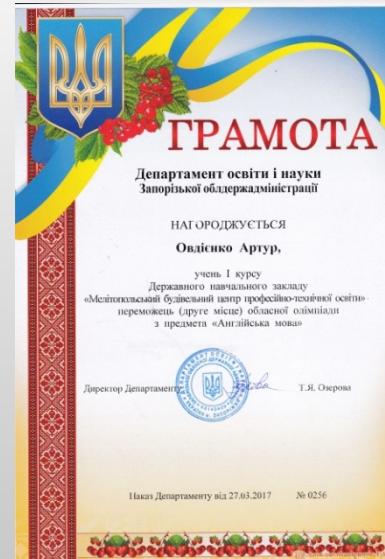 ГРАМОТА
Департамент освіти і науки
Запорізької облдержадміністрації
НАГОРОДЖУЄТЬСЯ
Овдієнко Артур,
учень І курсу
Державного навчального закладу
«Мелітопольський будівельний центр професійно-технічної освіти»
переможець (друге місце) обласної олімпіади
з предмета «Англійська мова»
Директор Департаменту Т.Я. Озерова
Наказ Департаменту від 27.03.2017 № 0256